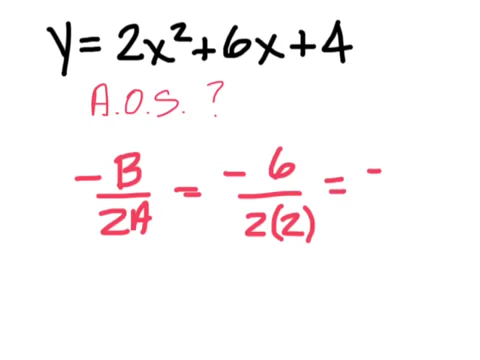 y = 2x² + 6x + 4
A.O.S. ?
- B/2A = - 6/2(2) = -